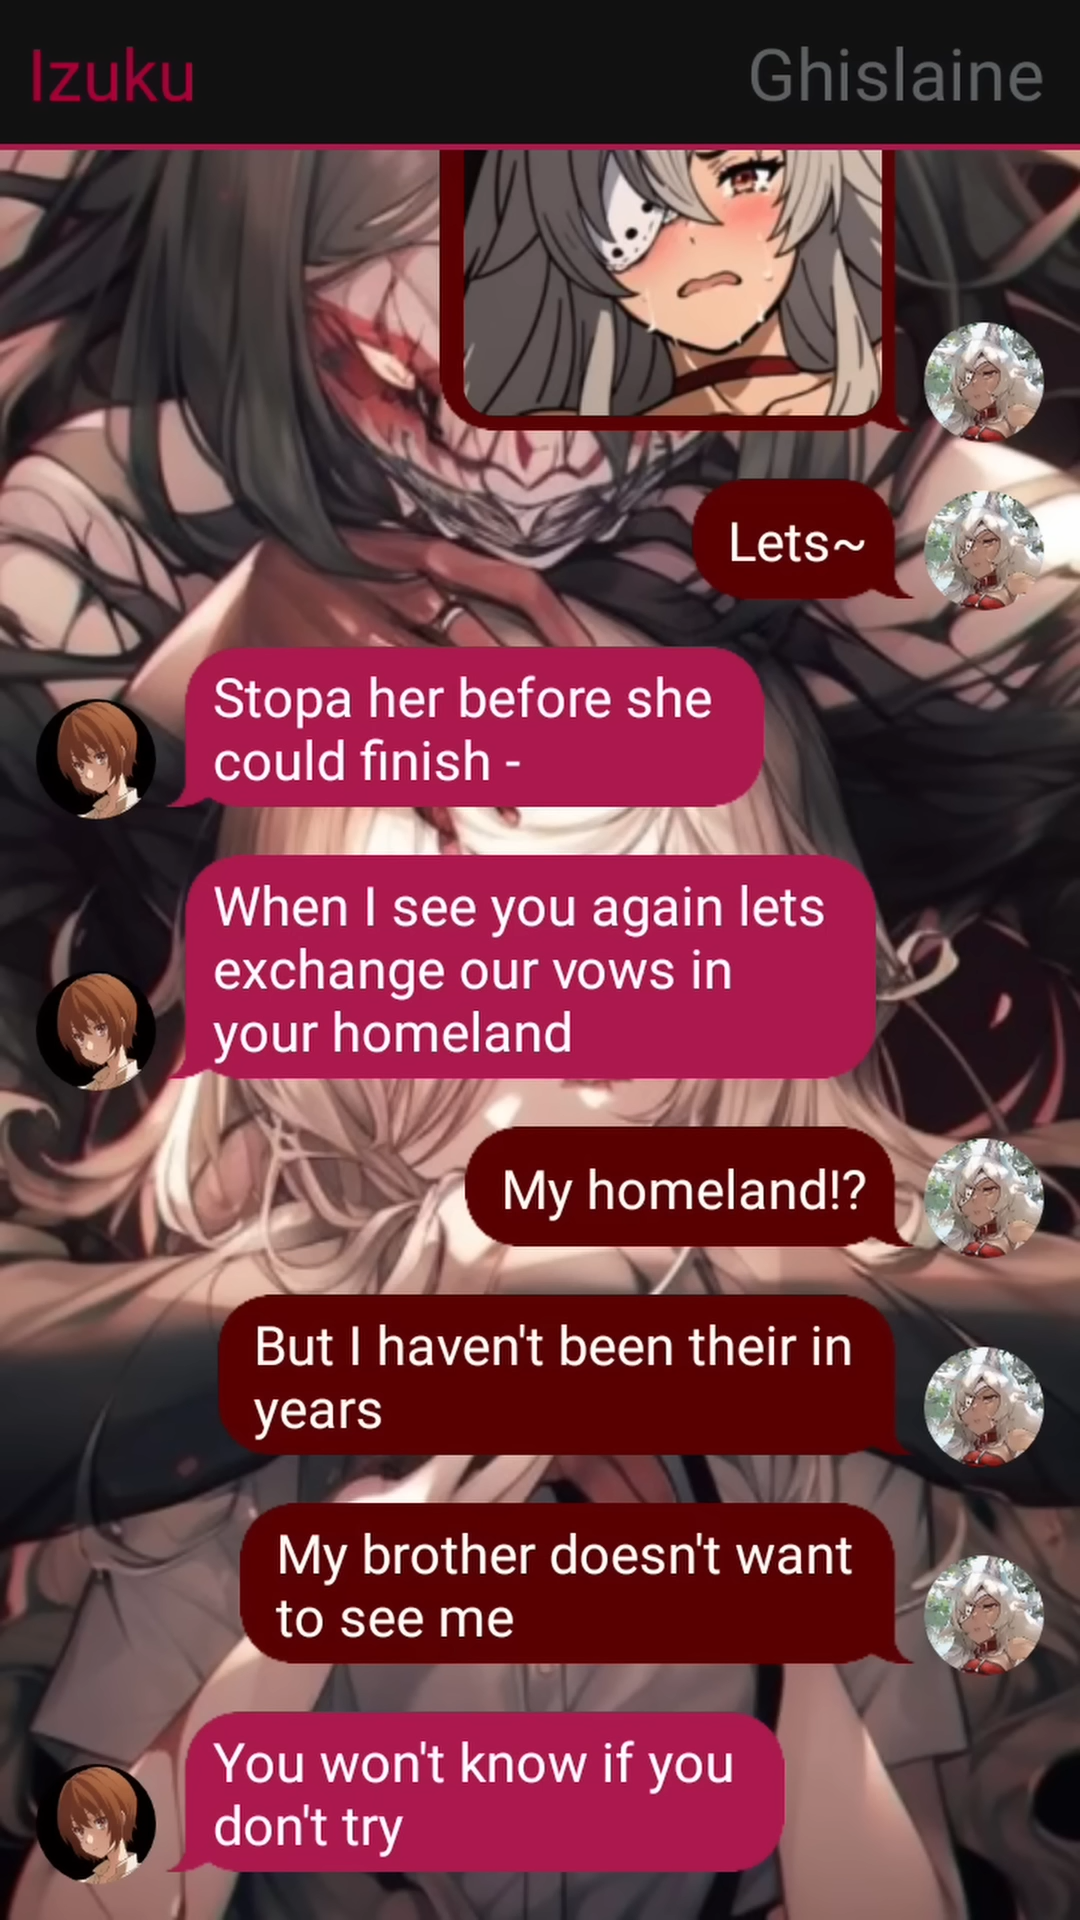 Izuku
Ghislaine
Lets~
Stopa her before she
could finish -
When I see you again lets
exchange our vows in
your homeland
My homeland!?
But I haven't been their in
years
My brother doesn't want
to see me
You won't know if you
don't try